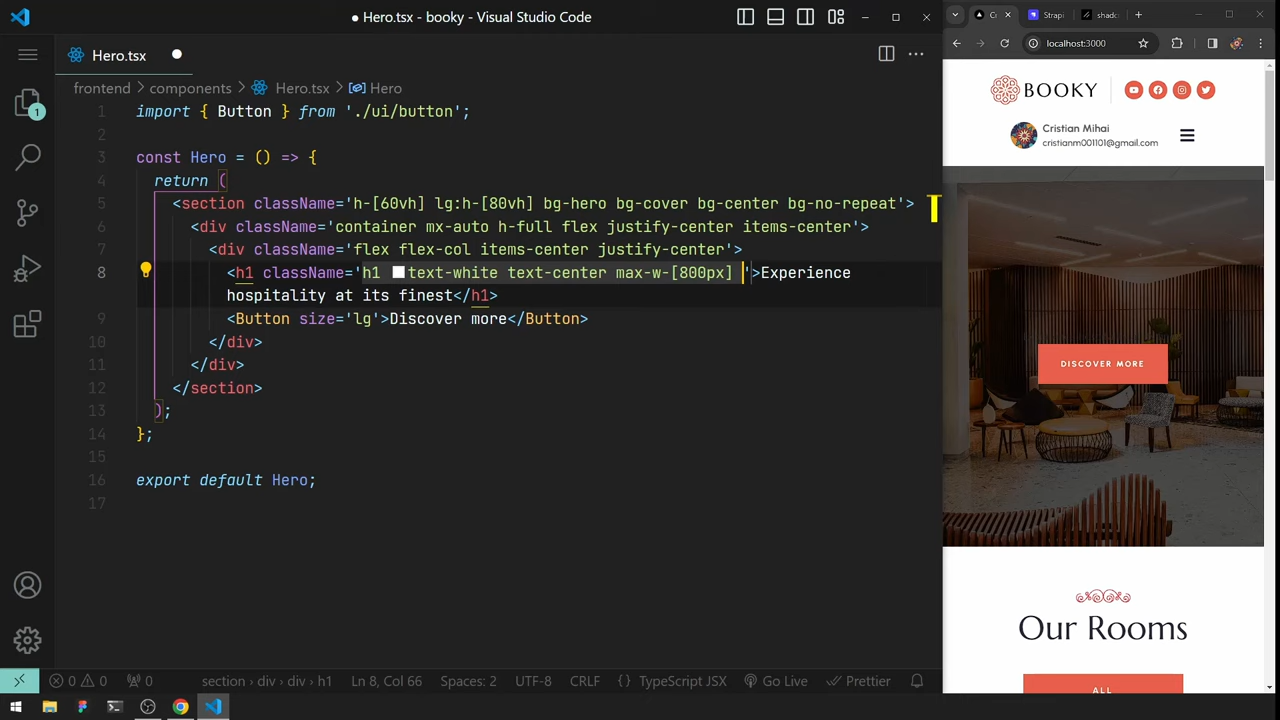 Hero.tsx - booky - Visual Studio Code
Hero.tsx
frontend
components
Hero.tsx
Hero
1
1 import { Button } from './ui/button';
2
3 const Hero = () => {
4 return (
5 <section className='h-[60vh] lg:h-[80vh] bg-hero bg-cover bg-center bg-no-repeat'>
6 <div className='container mx-auto h-full flex justify-center items-center'>
7 <div className='flex flex-col items-center justify-center'>
8 <h1 className='h1 text-white text-center max-w-[800px] '>Experience
hospitality at its finest</h1>
9 <Button size='lg'>Discover more</Button>
10 </div>
11 </div>
12 </section>
13 );
14 };
15
16 export default Hero;
17
0 0 0
section › div › div › h1
Ln 8, Col 66
Spaces: 2
UTF-8
CRLF
{} TypeScript JSX
Go Live
Prettier
Strapi
shadc
localhost:3000
BOOKY
Cristian Mihai
cristianm001101@gmail.com
DISCOVER MORE
Our Rooms
ALL